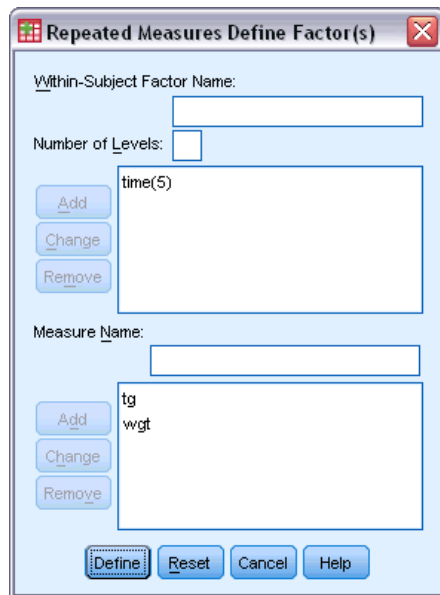 Repeated Measures Define Factor(s)
Within-Subject Factor Name:
Number of Levels:
time(5)
Add
Change
Remove
Measure Name:
tg
wgt
Add
Change
Remove
Define Reset Cancel Help